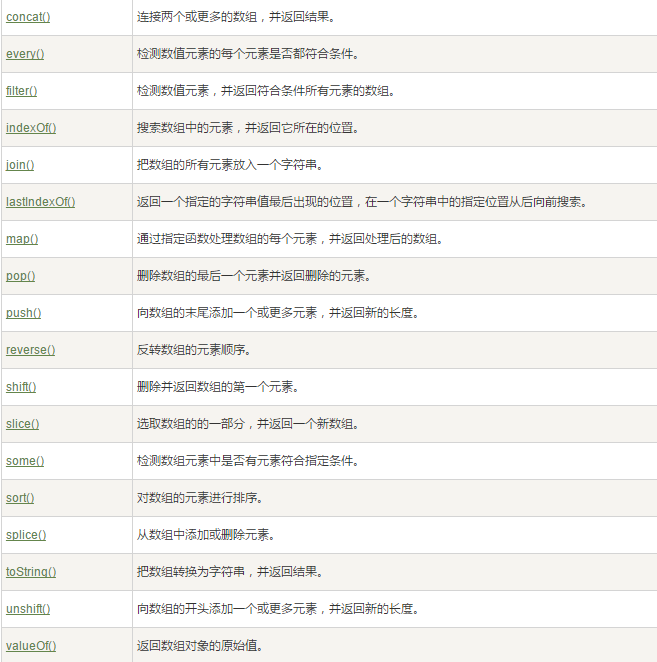 concat() 连接两个或更多的数组，并返回结果。
every() 检测数值元素的每个元素是否都符合条件。
filter() 检测数值元素，并返回符合条件所有元素的数组。
indexOf() 搜索数组中的元素，并返回它所在的位置。
join() 把数组的所有元素放入一个字符串。
lastIndexOf() 返回一个指定的字符串值最后出现的位置，在一个字符串中的指定位置从后向前搜索。
map() 通过指定函数处理数组的每个元素，并返回处理后的数组。
pop() 删除数组的最后一个元素并返回删除的元素。
push() 向数组的末尾添加一个或更多元素，并返回新的长度。
reverse() 反转数组的元素顺序。
shift() 删除并返回数组的第一个元素。
slice() 选取数组的的一部分，并返回一个新数组。
some() 检测数组元素中是否有元素符合指定条件。
sort() 对数组的元素进行排序。
splice() 从数组中添加或删除元素。
toString() 把数组转换为字符串，并返回结果。
unshift() 向数组的开头添加一个或更多元素，并返回新的长度。
valueOf() 返回数组对象的原始值。